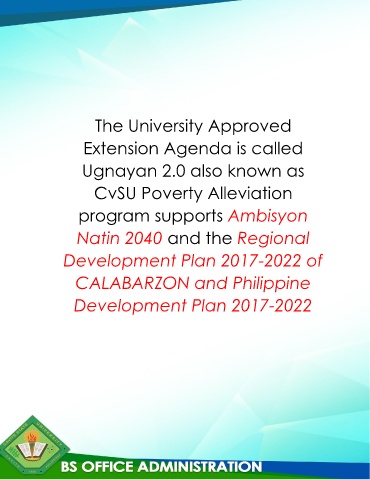 The University Approved
Extension Agenda is called
Ugnayan 2.0 also known as
CvSU Poverty Alleviation
program supports Ambisyon
Natin 2040 and the Regional
Development Plan 2017-2022 of
CALABARZON and Philippine
Development Plan 2017-2022
BS OFFICE ADMINISTRATION